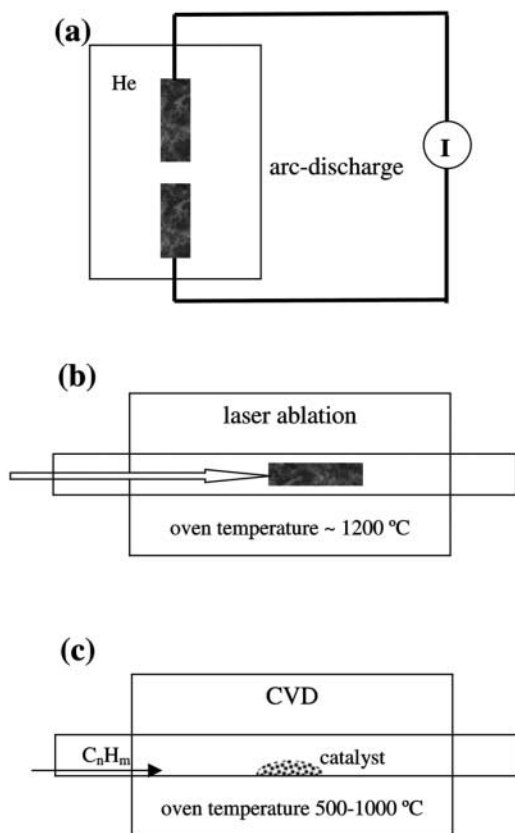 (a)
He
I
arc-discharge
(b)
laser ablation
oven temperature ~ 1200 ºC
(c)
CVD
CnHm
catalyst
oven temperature 500-1000 ºC